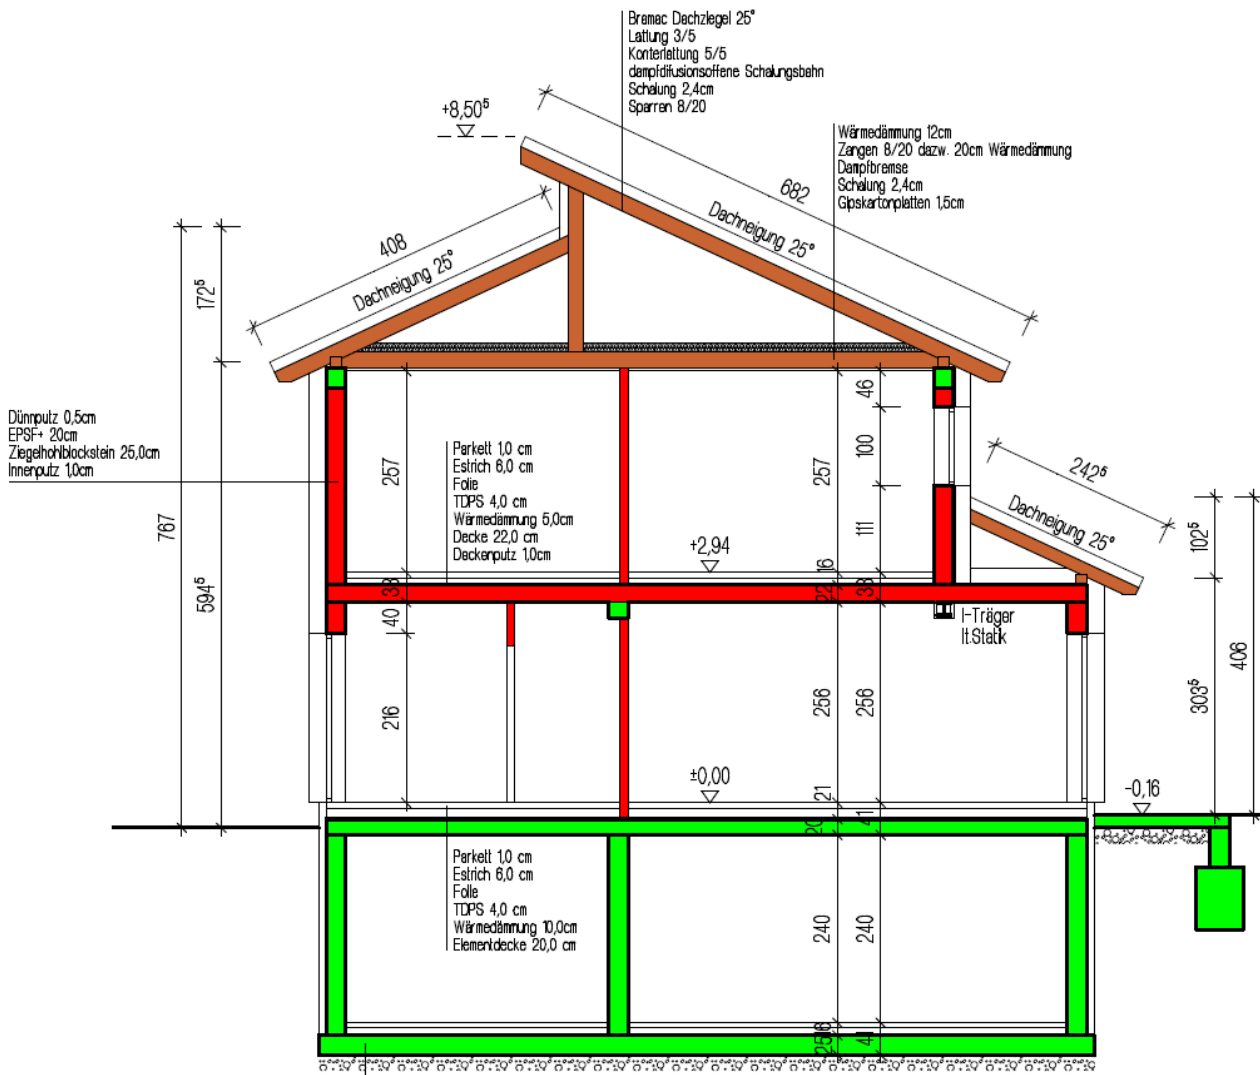 Bramac Dachziegel 25°
Lattung 3/5
Konterlattung 5/5
dampfdifusionsoffene Schalungsbahn
Schalung 2,4cm
Sparren 8/20
+8,50⁵
Wärmedämmung 12cm
Zangen 8/20 dazw. 20cm Wärmedämmung
Dampfbremse
Schalung 2,4cm
Gipskartonplatten 1,5cm
682
Dachneigung 25°
408
Dachneigung 25°
172⁵
767
594⁵
Dünnputz 0,5cm
EPSF+ 20cm
Ziegelhohlblockstein 25,0cm
Innenputz 1,0cm
257
Parkett 1,0 cm
Estrich 6,0 cm
Folie
TDPS 4,0 cm
Wärmedämmung 5,0cm
Decke 22,0 cm
Deckenputz 1,0cm
257
46
100
111
242⁵
Dachneigung 25°
102⁵
303⁵
406
+2,94
16
22
38
38
40
I-Träger
lt.Statik
216
256
256
±0,00
-0,16
21
20
41
Parkett 1,0 cm
Estrich 6,0 cm
Folie
TDPS 4,0 cm
Wärmedämmung 10,0cm
Elementdecke 20,0 cm
240
240
16
25
41